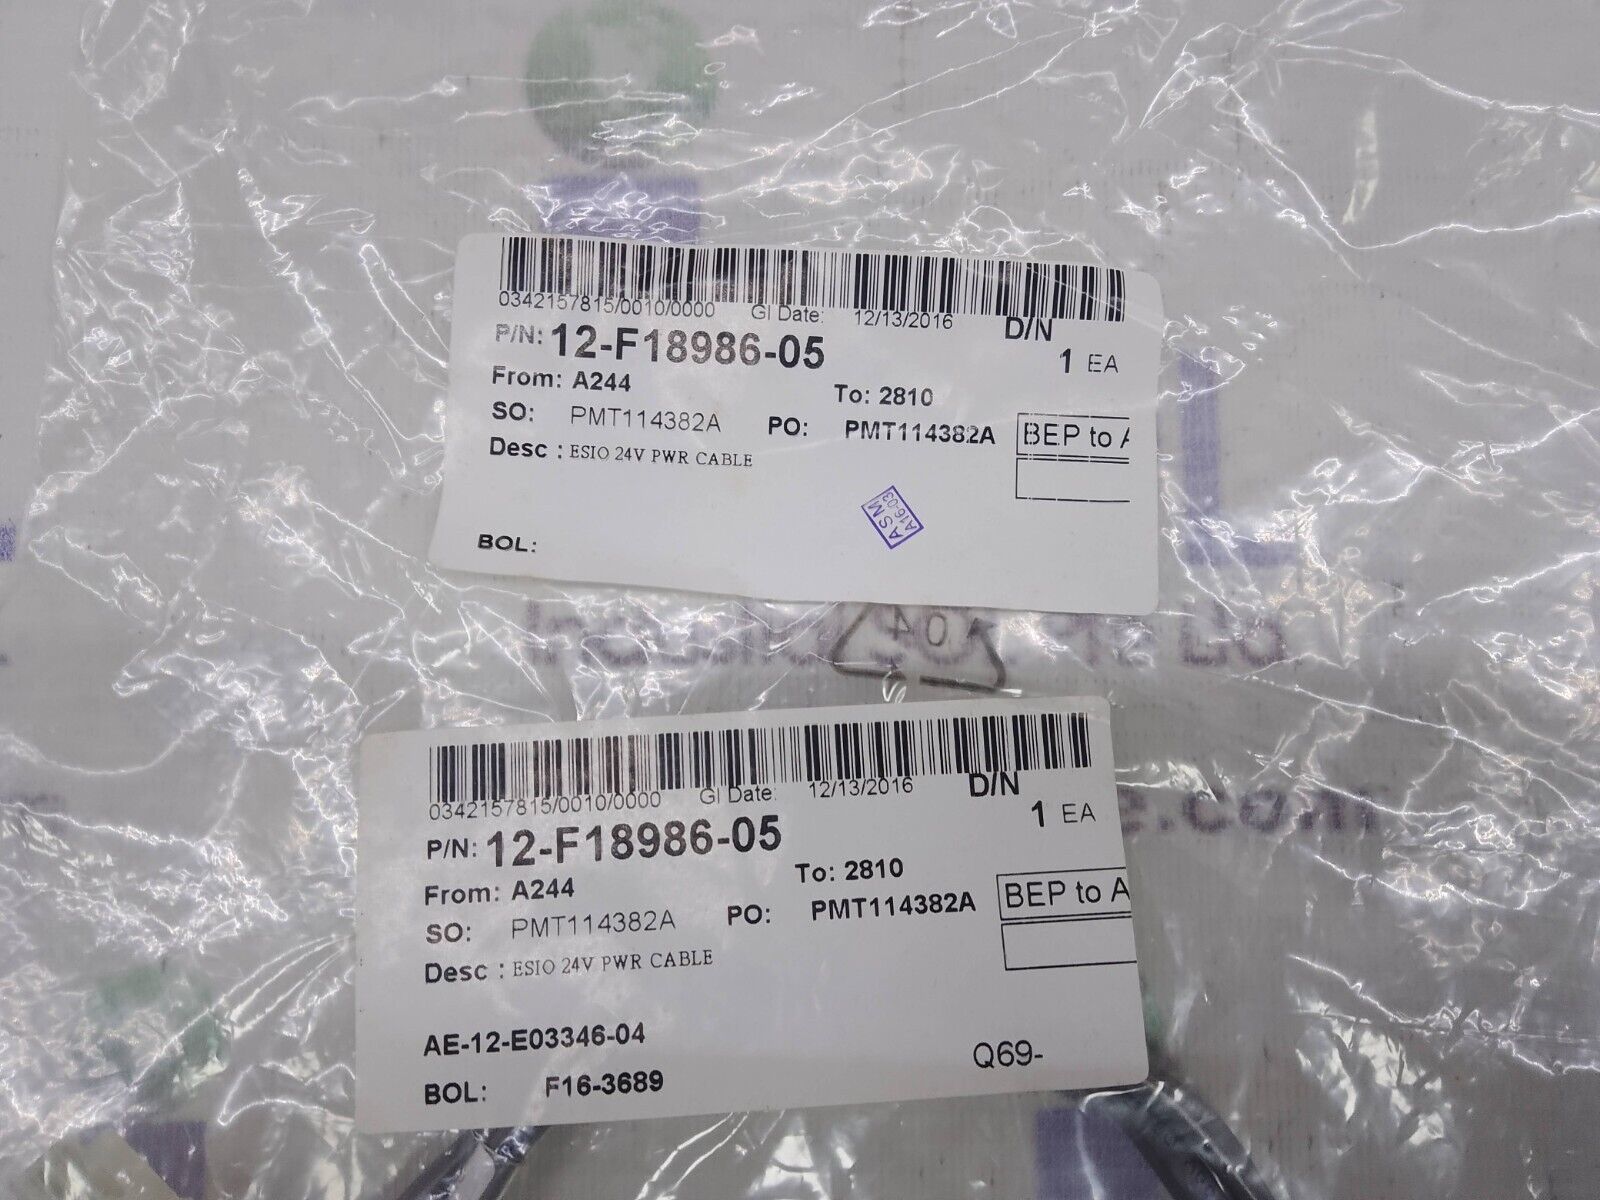 0342157815/0010/0000 GI Date: 12/13/2016 D/N
P/N: 12-F18986-05 1 EA
From: A244 To: 2810
SO: PMT114382A PO: PMT114382A BEP to A
Desc : ESIO 24V PWR CABLE
ASM
A16-03
BOL:
04
0342157815/0010/0000 GI Date: 12/13/2016 D/N
P/N: 12-F18986-05 1 EA
From: A244 To: 2810
SO: PMT114382A PO: PMT114382A BEP to A
Desc : ESIO 24V PWR CABLE
AE-12-E03346-04
Q69-
BOL: F16-3689